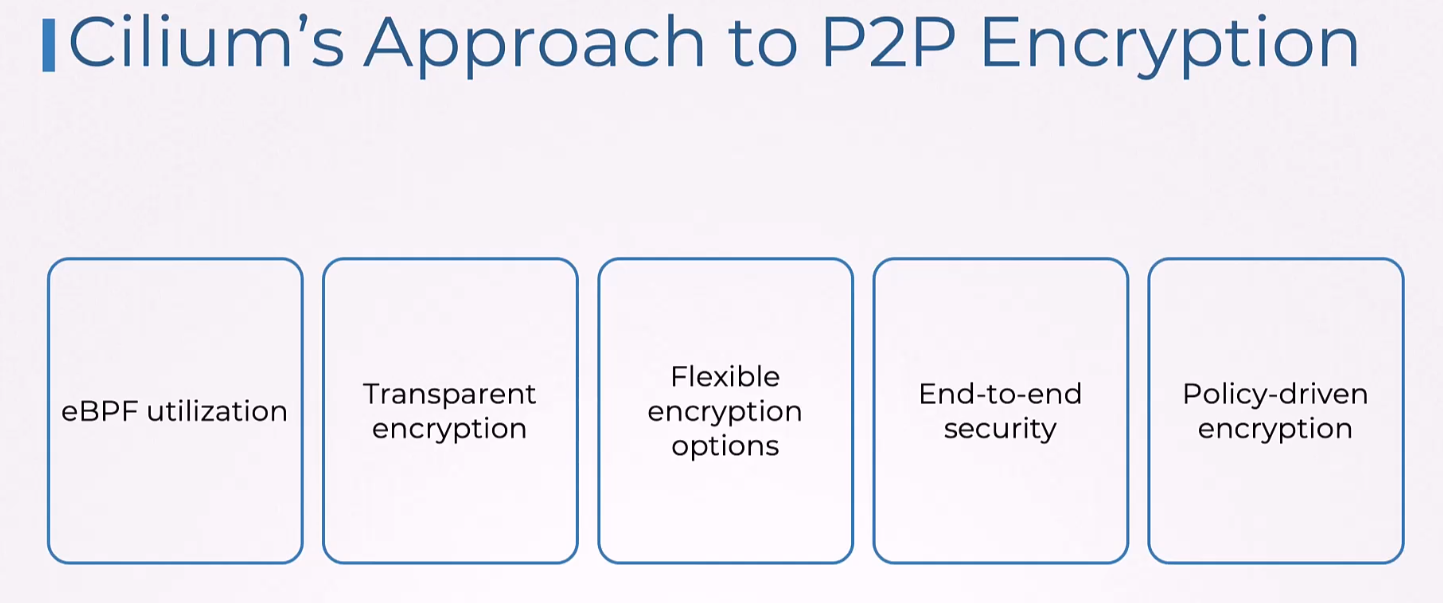 Cilium’s Approach to P2P Encryption
eBPF utilization
Transparent
encryption
Flexible
encryption
options
End-to-end
security
Policy-driven
encryption